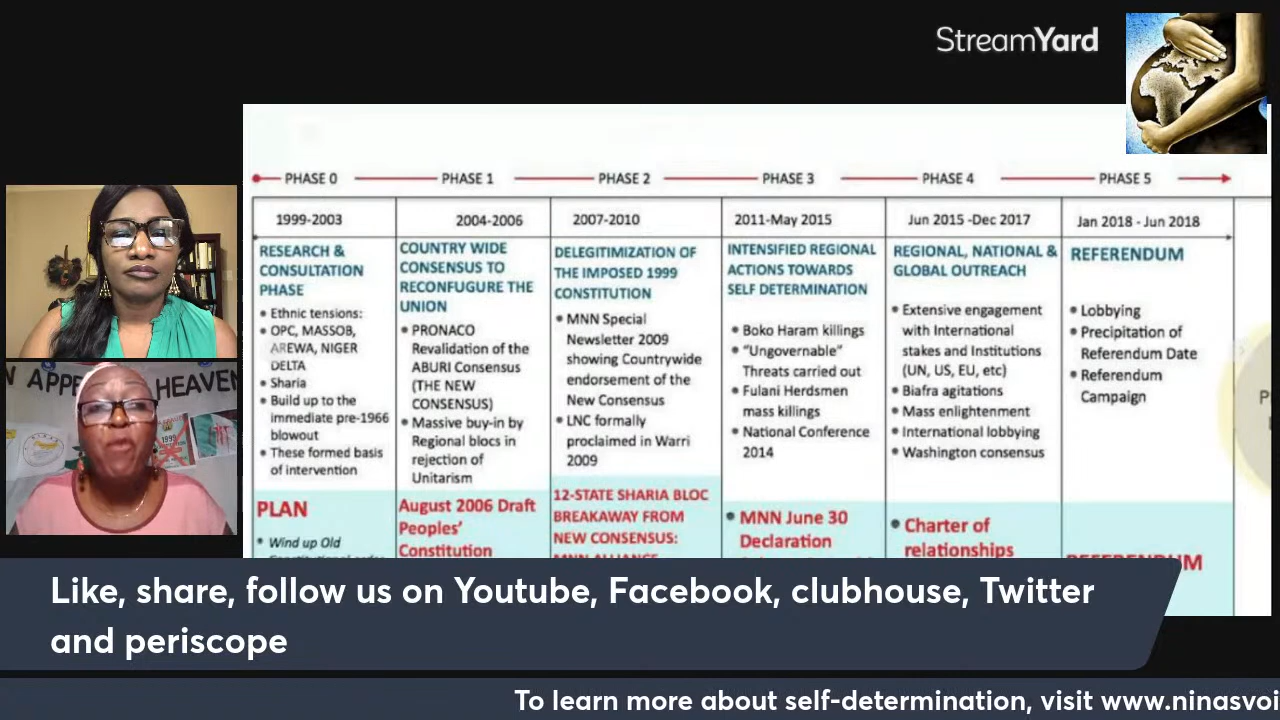 StreamYard
PHASE 0
PHASE 1
PHASE 2
PHASE 3
PHASE 4
PHASE 5
1999-2003
2004-2006
2007-2010
2011-May 2015
Jun 2015 -Dec 2017
Jan 2018 - Jun 2018
RESEARCH &
CONSULTATION
PHASE
• Ethnic tensions:
• OPC, MASSOB,
AREWA, NIGER
DELTA
• Sharia
• Build up to the
immediate pre-1966
blowout
• These formed basis
of intervention
PLAN
• Wind up Old
COUNTRY WIDE
CONSENSUS TO
RECONFUGURE THE
UNION
• PRONACO
Revalidation of the
ABURI Consensus
(THE NEW
CONSENSUS)
• Massive buy-in by
Regional blocs in
rejection of
Unitarism
August 2006 Draft
Peoples’
Constitution
DELEGITIMIZATION OF
THE IMPOSED 1999
CONSTITUTION
• MNN Special
Newsletter 2009
showing Countrywide
endorsement of the
New Consensus
• LNC formally
proclaimed in Warri
2009
12-STATE SHARIA BLOC
BREAKAWAY FROM
NEW CONSENSUS:
INTENSIFIED REGIONAL
ACTIONS TOWARDS
SELF DETERMINATION
• Boko Haram killings
• “Ungovernable”
Threats carried out
• Fulani Herdsmen
mass killings
• National Conference
2014
• MNN June 30
Declaration
REGIONAL, NATIONAL &
GLOBAL OUTREACH
• Extensive engagement
with International
stakes and Institutions
(UN, US, EU, etc)
• Biafra agitations
• Mass enlightenment
• International lobbying
• Washington consensus
• Charter of
relationships
REFERENDUM
• Lobbying
• Precipitation of
Referendum Date
• Referendum
Campaign
REFERENDUM
N APPE HEAVEN
1999
Like, share, follow us on Youtube, Facebook, clubhouse, Twitter
and periscope
To learn more about self-determination, visit www.ninasvoi